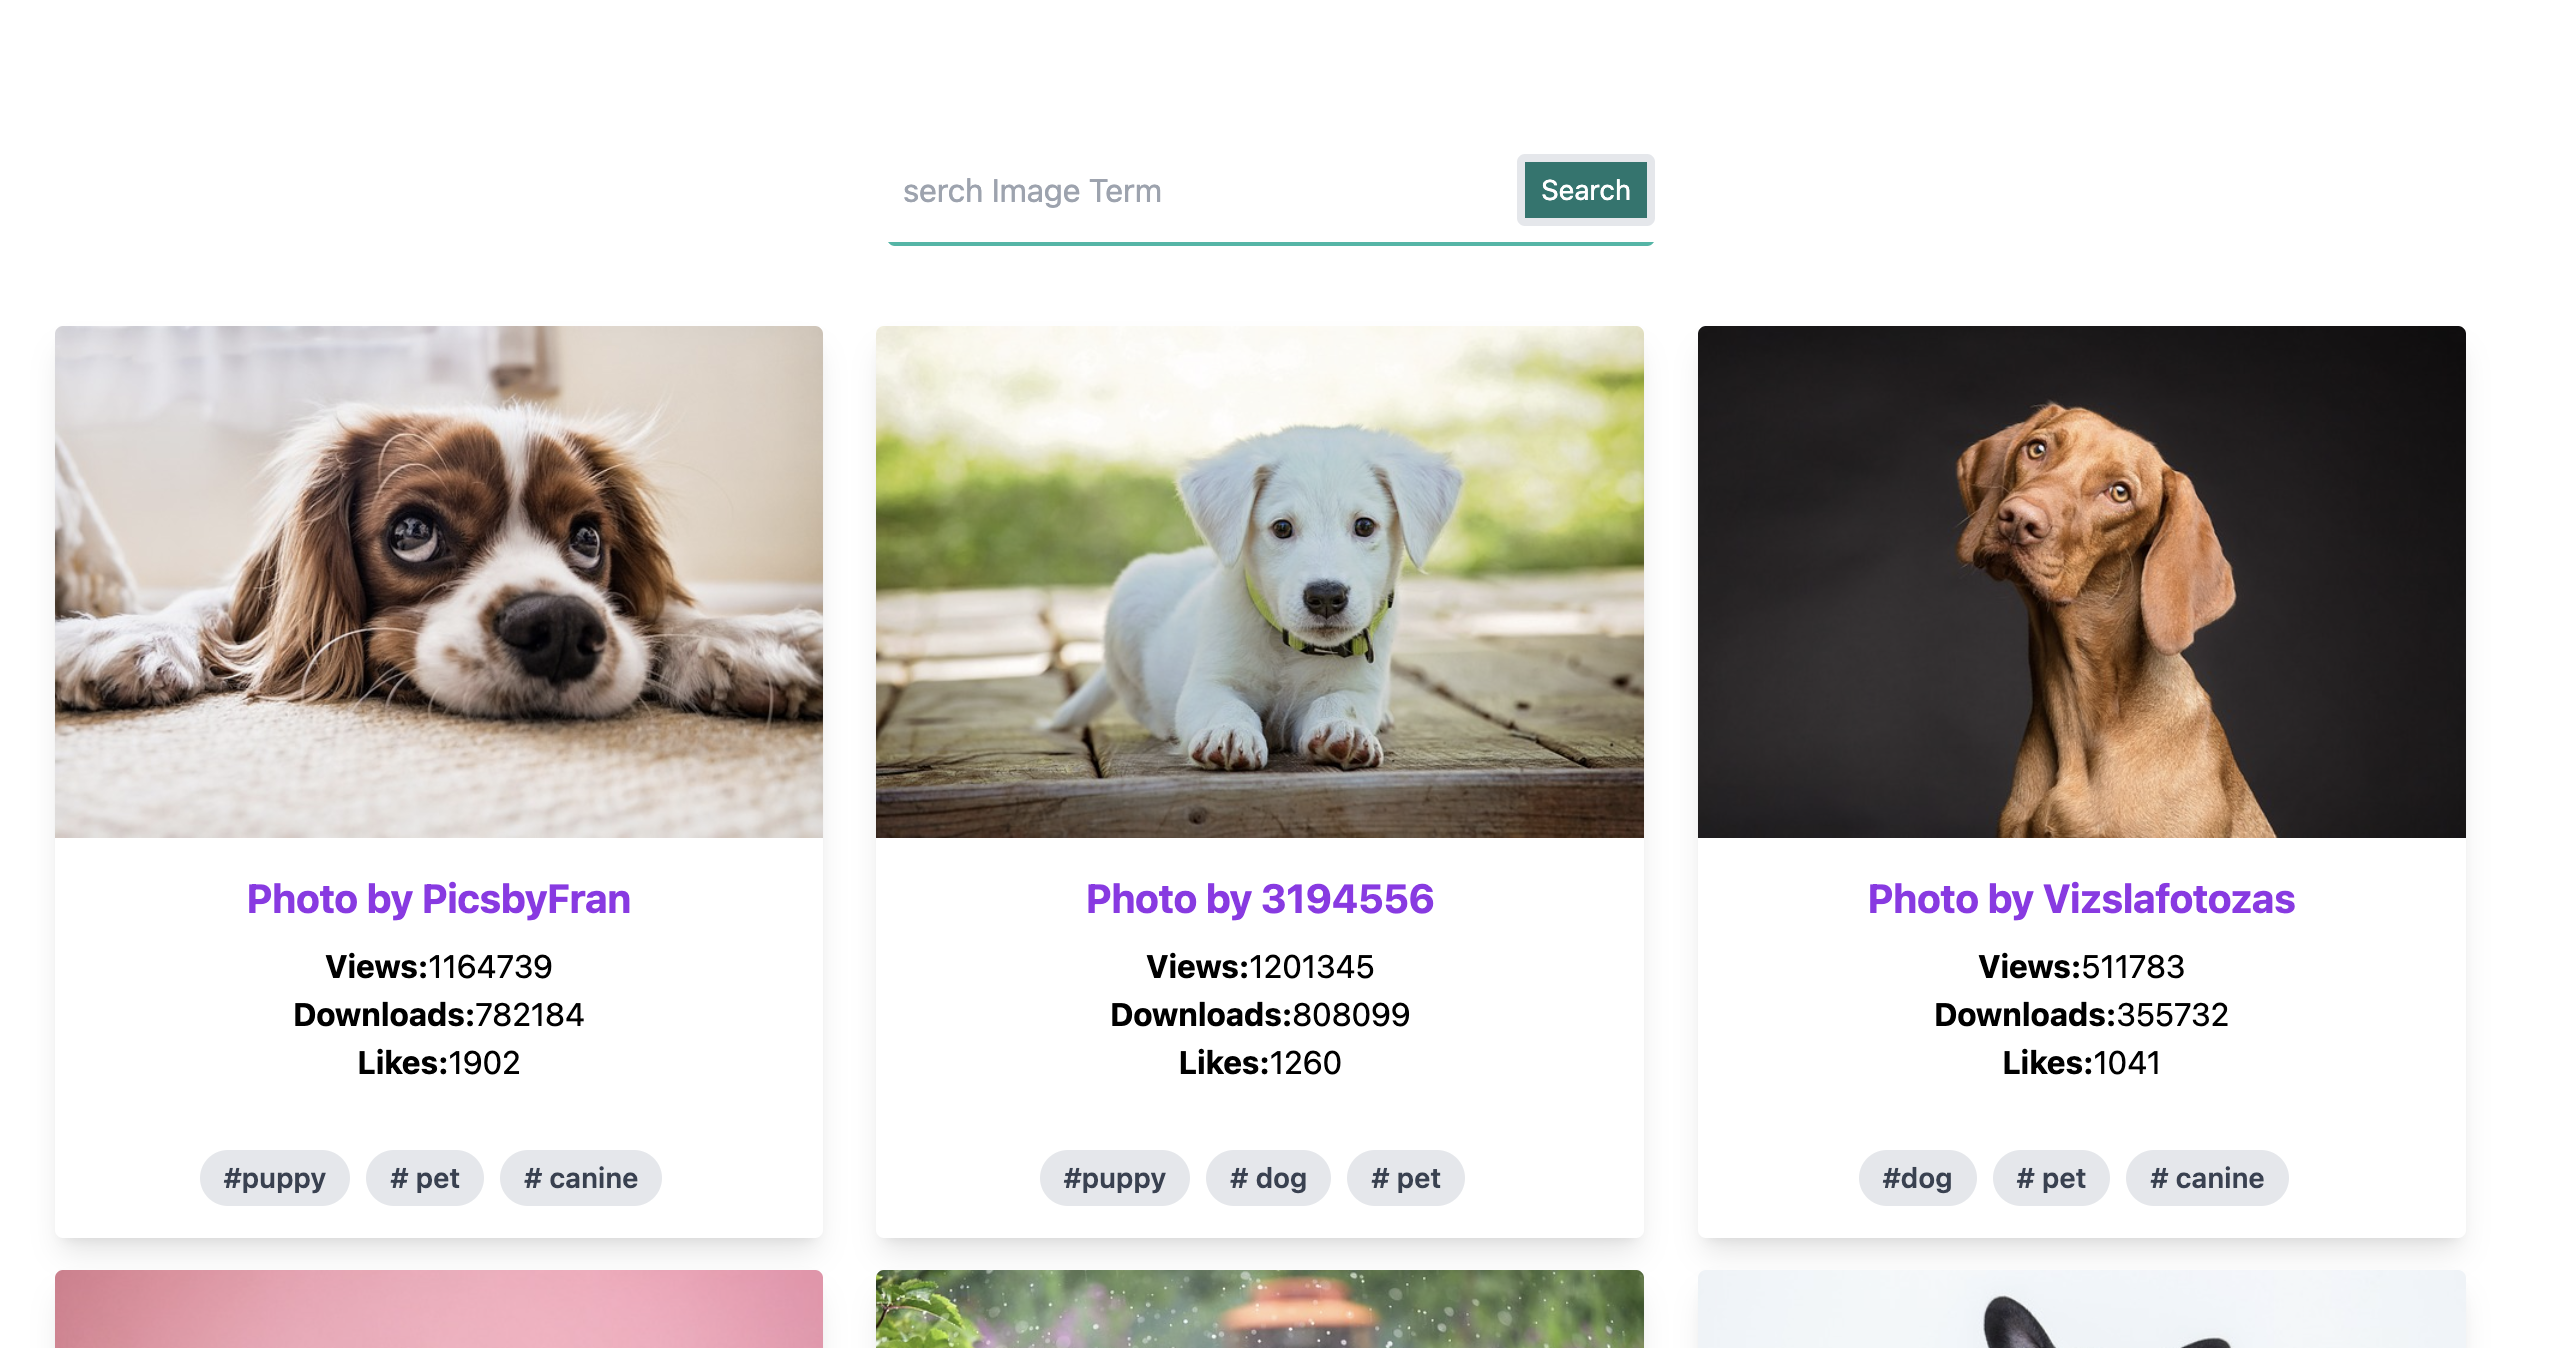 serch Image Term
Search
Photo by PicsbyFran
Views:1164739
Downloads:782184
Likes:1902
#puppy # pet # canine
Photo by 3194556
Views:1201345
Downloads:808099
Likes:1260
#puppy # dog # pet
Photo by Vizslafotozas
Views:511783
Downloads:355732
Likes:1041
#dog # pet # canine